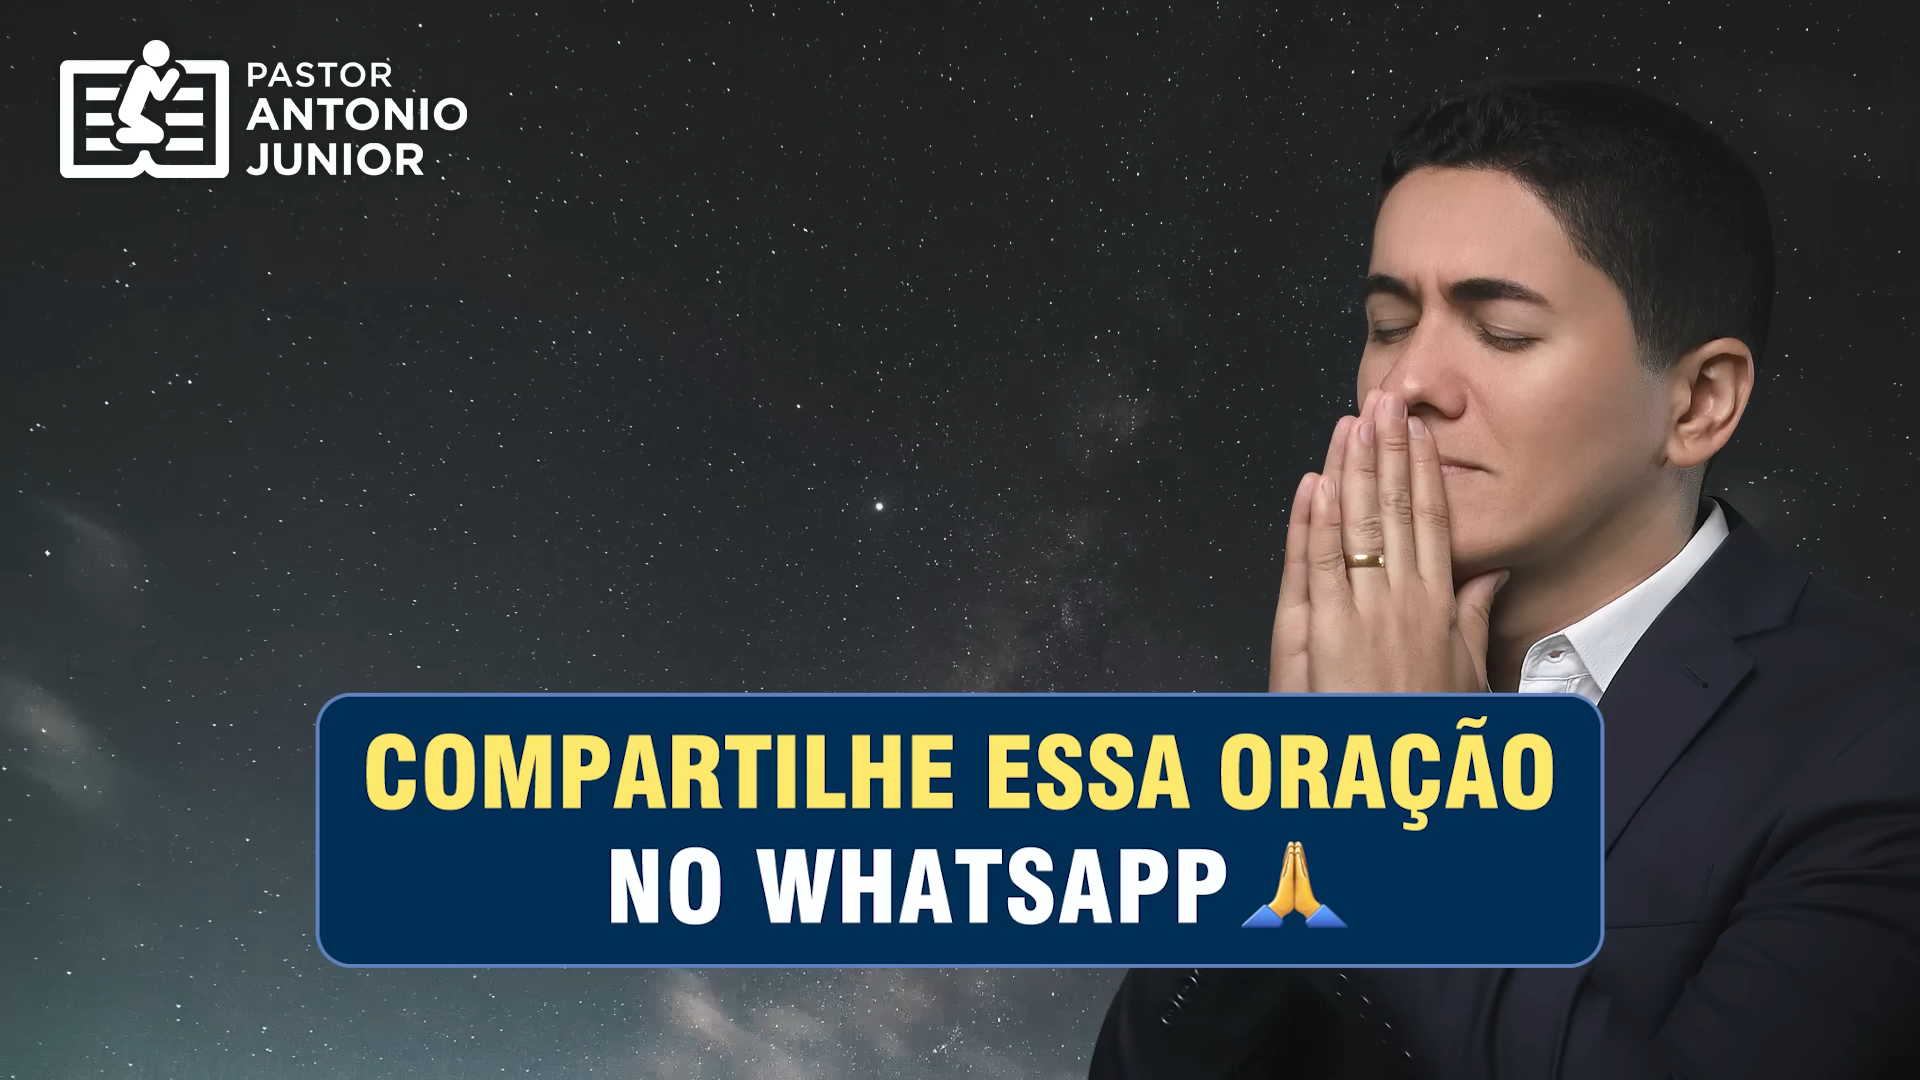 PASTOR
ANTONIO
JUNIOR
COMPARTILHE ESSA ORAÇÃO
NO WHATSAPP🙏